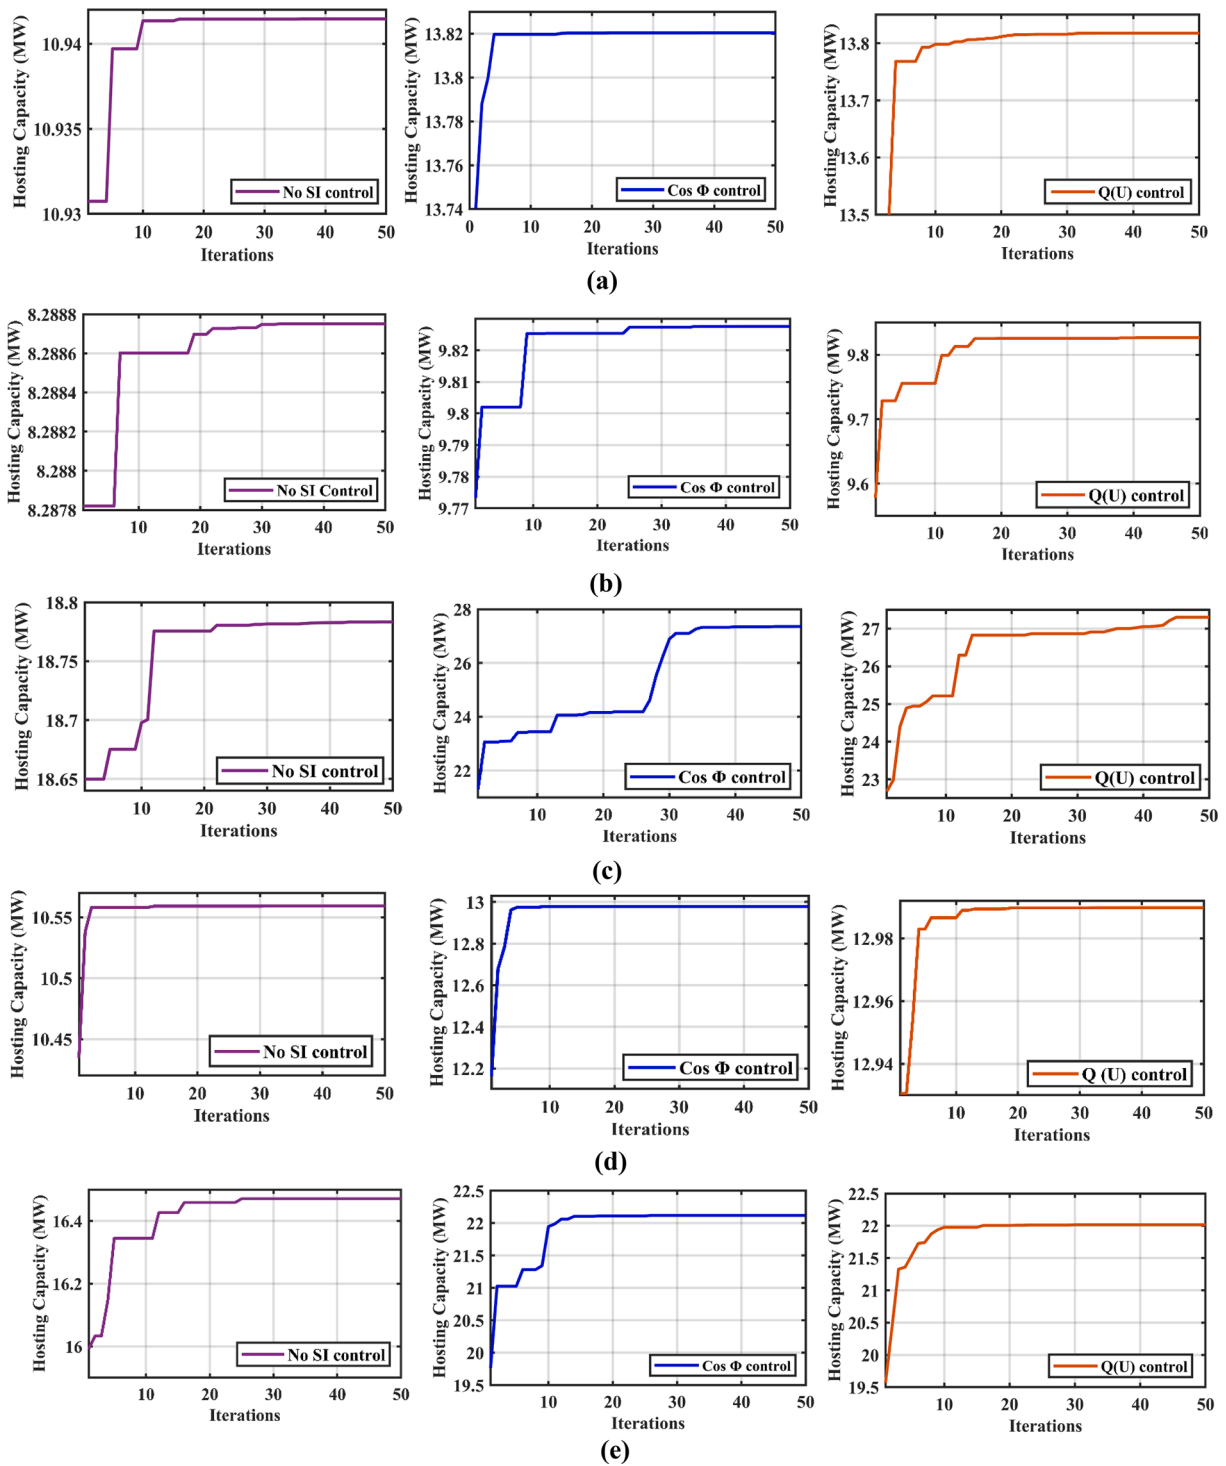 Hosting Capacity (MW)
10.94
10.935
10.93
No SI control
10 20 30 40 50
Iterations
Hosting Capacity (MW)
13.82
13.8
13.78
13.76
13.74
Cos Φ control
0 5 10 15 20 25 30 35 40 45 50
Iterations
Hosting Capacity (MW)
13.8
13.7
13.6
13.5
Q(U) control
10 20 30 40 50
Iterations
(a)
Hosting Capacity (MW)
8.2888
8.2886
8.2884
8.2882
8.288
8.2878
No SI Control
10 20 30 40 50
Iterations
Hosting Capacity (MW)
9.82
9.81
9.8
9.79
9.78
9.77
Cos Φ control
10 20 30 40 50
Iterations
Hosting Capacity (MW)
9.8
9.7
9.6
Q(U) control
10 20 30 40 50
Iterations
(b)
Hosting Capacity (MW)
18.8
18.75
18.7
18.65
No SI control
10 20 30 40 50
Iterations
Hosting Capacity (MW)
28
26
24
22
Cos Φ control
10 20 30 40 50
Iterations
Hosting Capacity (MW)
27
26
25
24
23
Q(U) control
10 20 30 40 50
Iterations
(c)
Hosting Capacity (MW)
10.55
10.5
10.45
No SI control
10 20 30 40 50
Iterations
Hosting Capacity (MW)
13
12.8
12.6
12.4
12.2
Cos Φ control
10 20 30 40 50
Iterations
Hosting Capacity (MW)
12.98
12.96
12.94
Q (U) control
10 20 30 40 50
Iterations
(d)
Hosting Capacity (MW)
16.4
16.2
16
No SI control
10 20 30 40 50
Iterations
Hosting Capacity (MW)
22.5
22
21.5
21
20.5
20
19.5
Cos Φ control
10 20 30 40 50
Iterations
Hosting Capacity (MW)
22.5
22
21.5
21
20.5
20
19.5
Q(U) control
10 20 30 40 50
Iterations
(e)